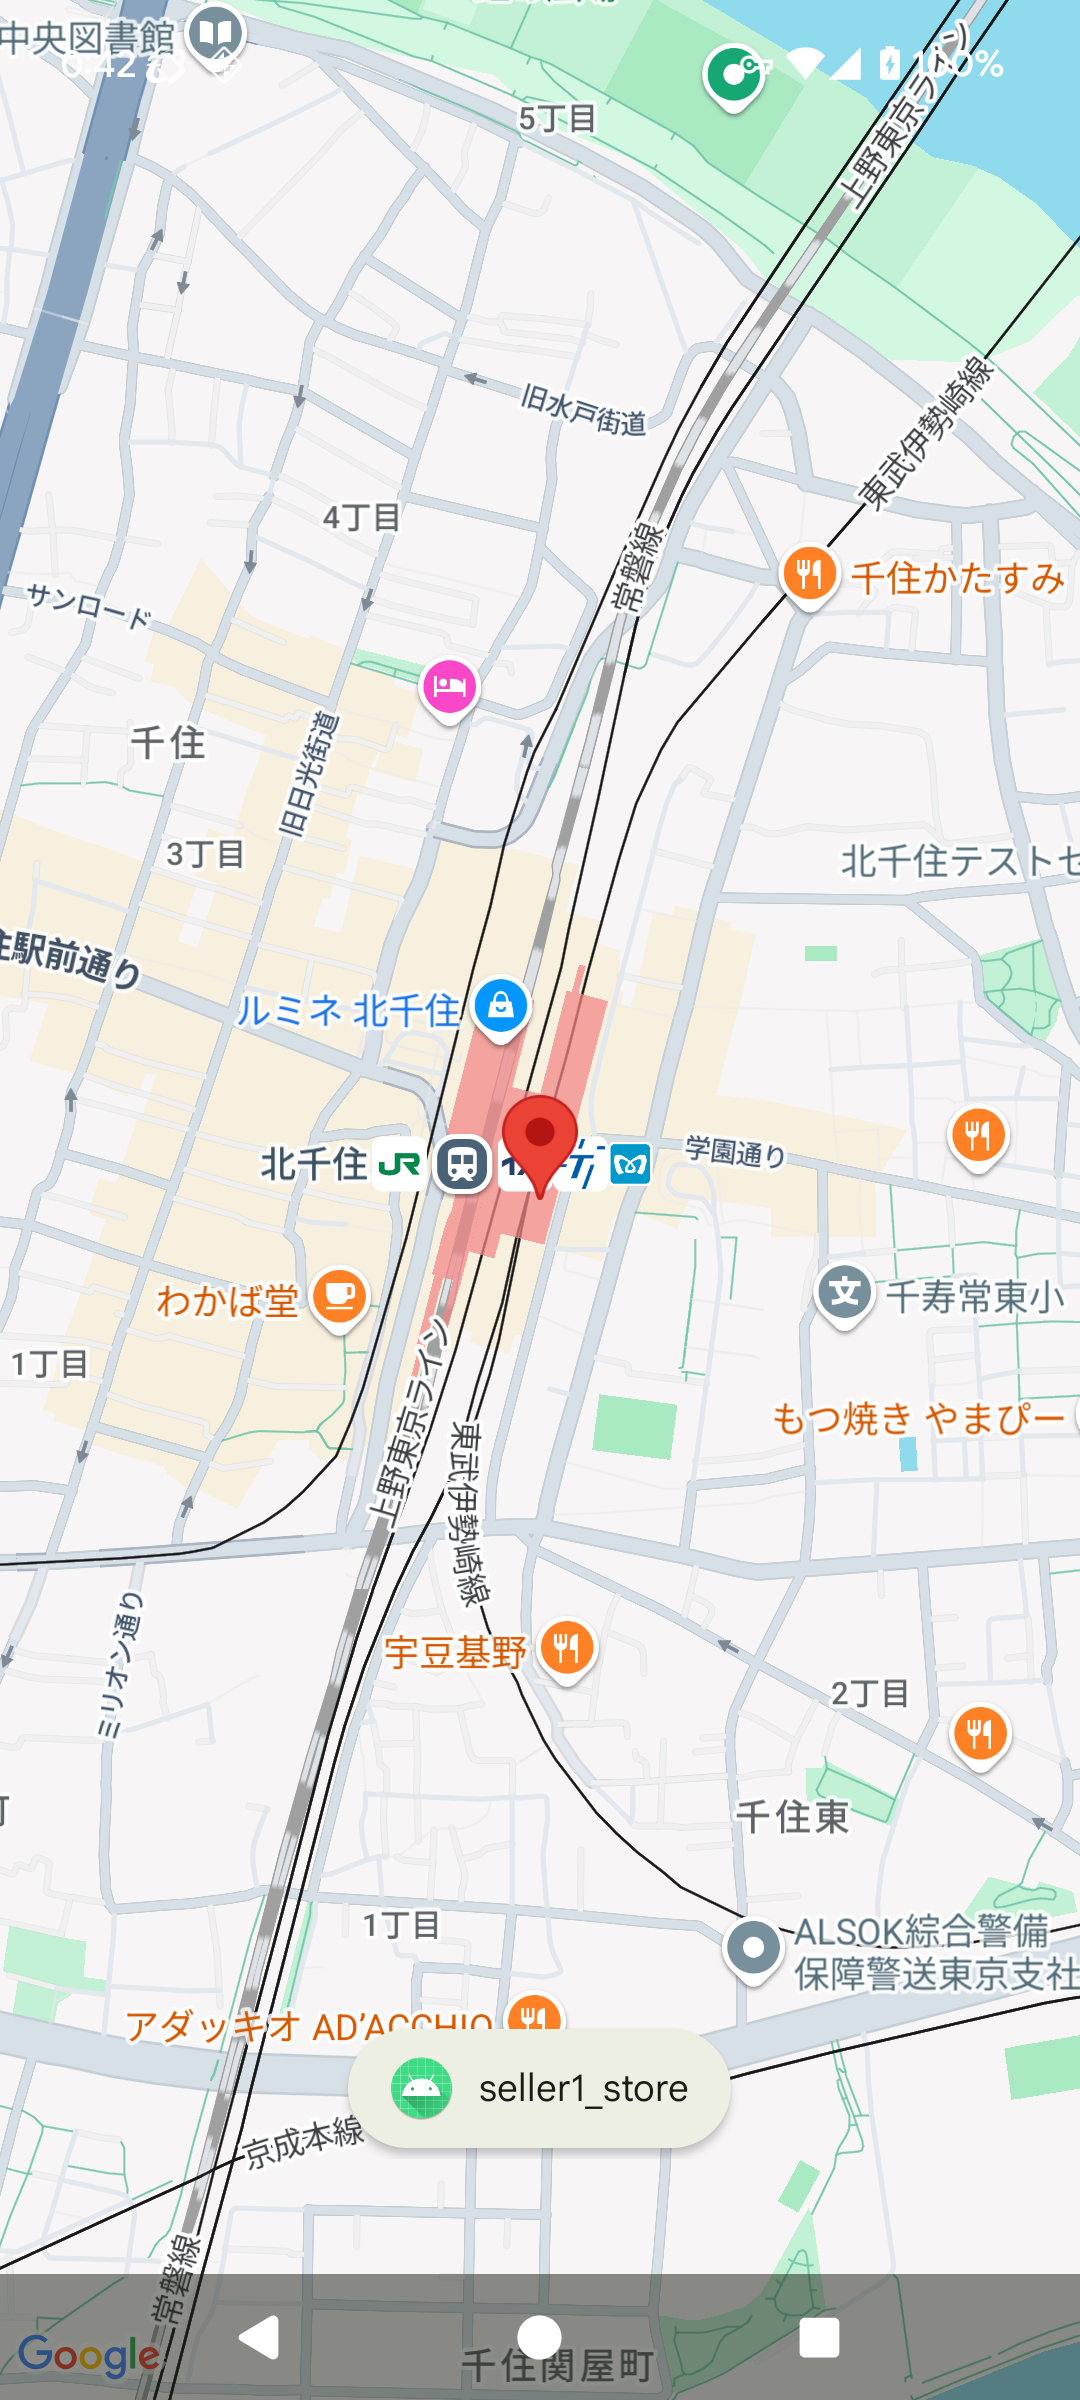 中央図書館
0:42
100%
5丁目
上野東京ライン
旧水戸街道
東武伊勢崎線
4丁目
常磐線
千住かたすみ
サンロード
千住
旧日光街道
3丁目
北千住テストセ
住駅前通り
ルミネ 北千住
北千住
JR
学園通り
わかば堂
千寿常東小
文
1丁目
もつ焼き やまぴー
上野東京ライン
東武伊勢崎線
ミリオン通り
宇豆基野
2丁目
町
千住東
1丁目
ALSOK綜合警備
保障警送東京支社
アダッキオ AD'ACCHIO
seller1_store
京成本線
常磐線
Google
千住関屋町